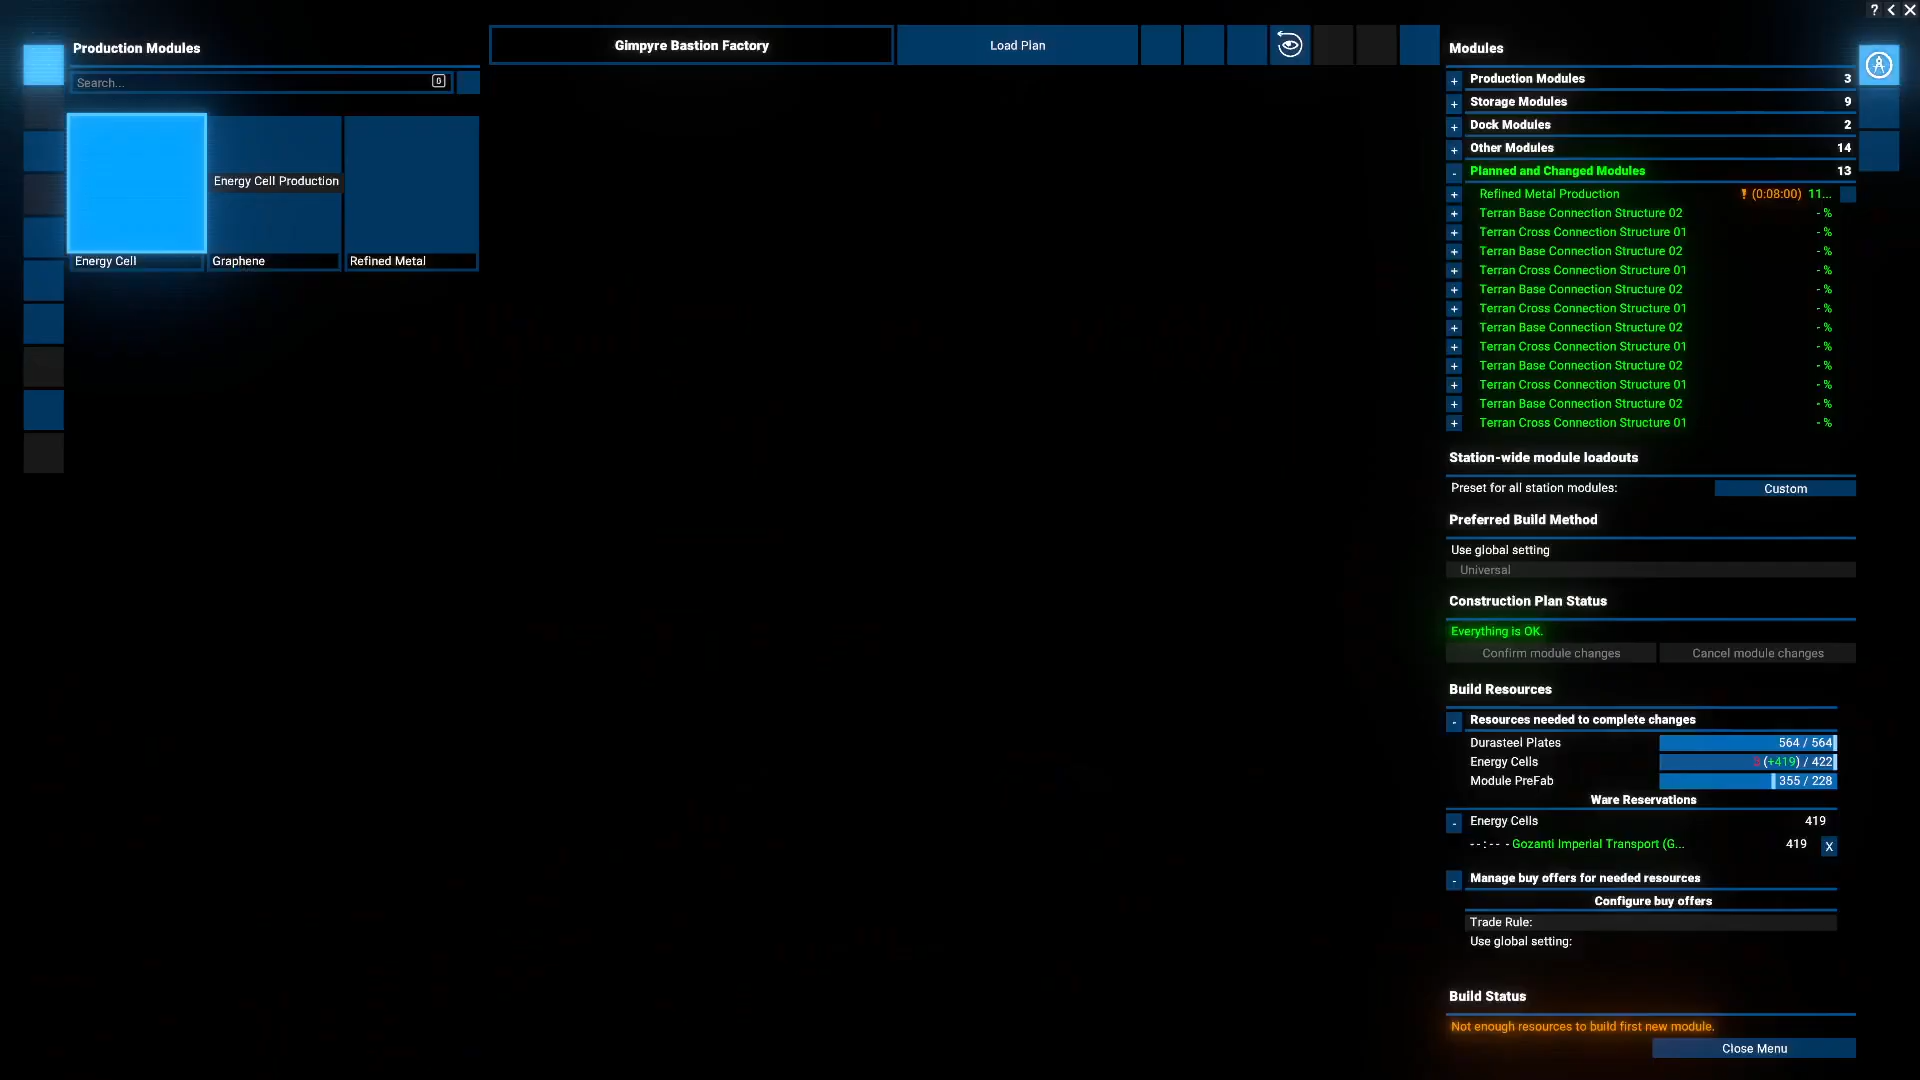 ?
Production Modules
Search...
0
Energy Cell Production
Energy Cell
Graphene
Refined Metal
Gimpyre Bastion Factory
Load Plan
Modules
+ Production Modules 3
+ Storage Modules 9
+ Dock Modules 2
+ Other Modules 14
- Planned and Changed Modules 13
+ Refined Metal Production ! (0:08:00) 11...
+ Terran Base Connection Structure 02 - %
+ Terran Cross Connection Structure 01 - %
+ Terran Base Connection Structure 02 - %
+ Terran Cross Connection Structure 01 - %
+ Terran Base Connection Structure 02 - %
+ Terran Cross Connection Structure 01 - %
+ Terran Base Connection Structure 02 - %
+ Terran Cross Connection Structure 01 - %
+ Terran Base Connection Structure 02 - %
+ Terran Cross Connection Structure 01 - %
+ Terran Base Connection Structure 02 - %
+ Terran Cross Connection Structure 01 - %
Station-wide module loadouts
Preset for all station modules: Custom
Preferred Build Method
Use global setting
Universal
Construction Plan Status
Everything is OK.
Confirm module changes Cancel module changes
Build Resources
- Resources needed to complete changes
Durasteel Plates 564 / 564
Energy Cells 3 (+419) / 422
Module PreFab 355 / 228
Ware Reservations
- Energy Cells 419
--:-- - Gozanti Imperial Transport (G... 419 X
- Manage buy offers for needed resources
Configure buy offers
Trade Rule:
Use global setting:
Build Status
Not enough resources to build first new module.
Close Menu